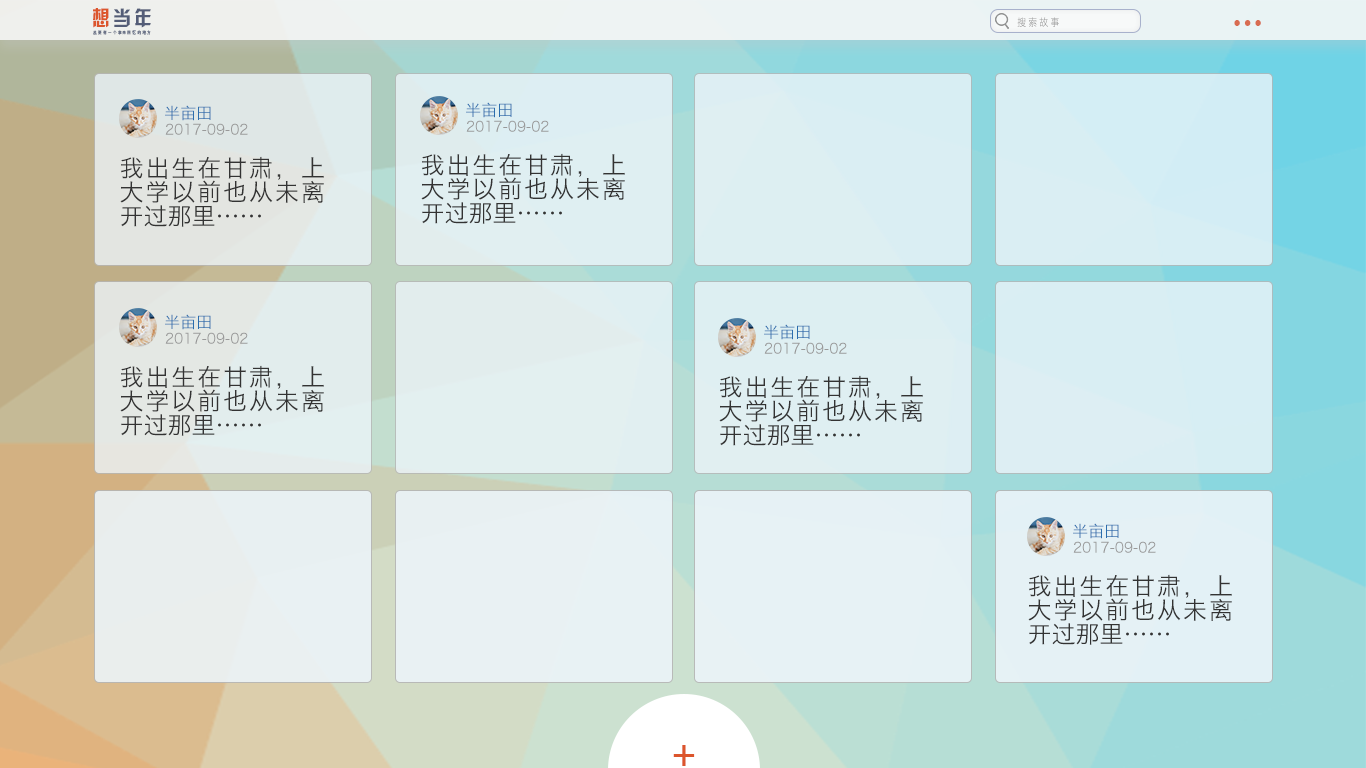 想当年
搜索故事
半亩田
2017-09-02
我出生在甘肃，上
大学以前也从未离
开过那里……
半亩田
2017-09-02
我出生在甘肃，上
大学以前也从未离
开过那里……
半亩田
2017-09-02
我出生在甘肃，上
大学以前也从未离
开过那里……
半亩田
2017-09-02
我出生在甘肃，上
大学以前也从未离
开过那里……
半亩田
2017-09-02
我出生在甘肃，上
大学以前也从未离
开过那里……